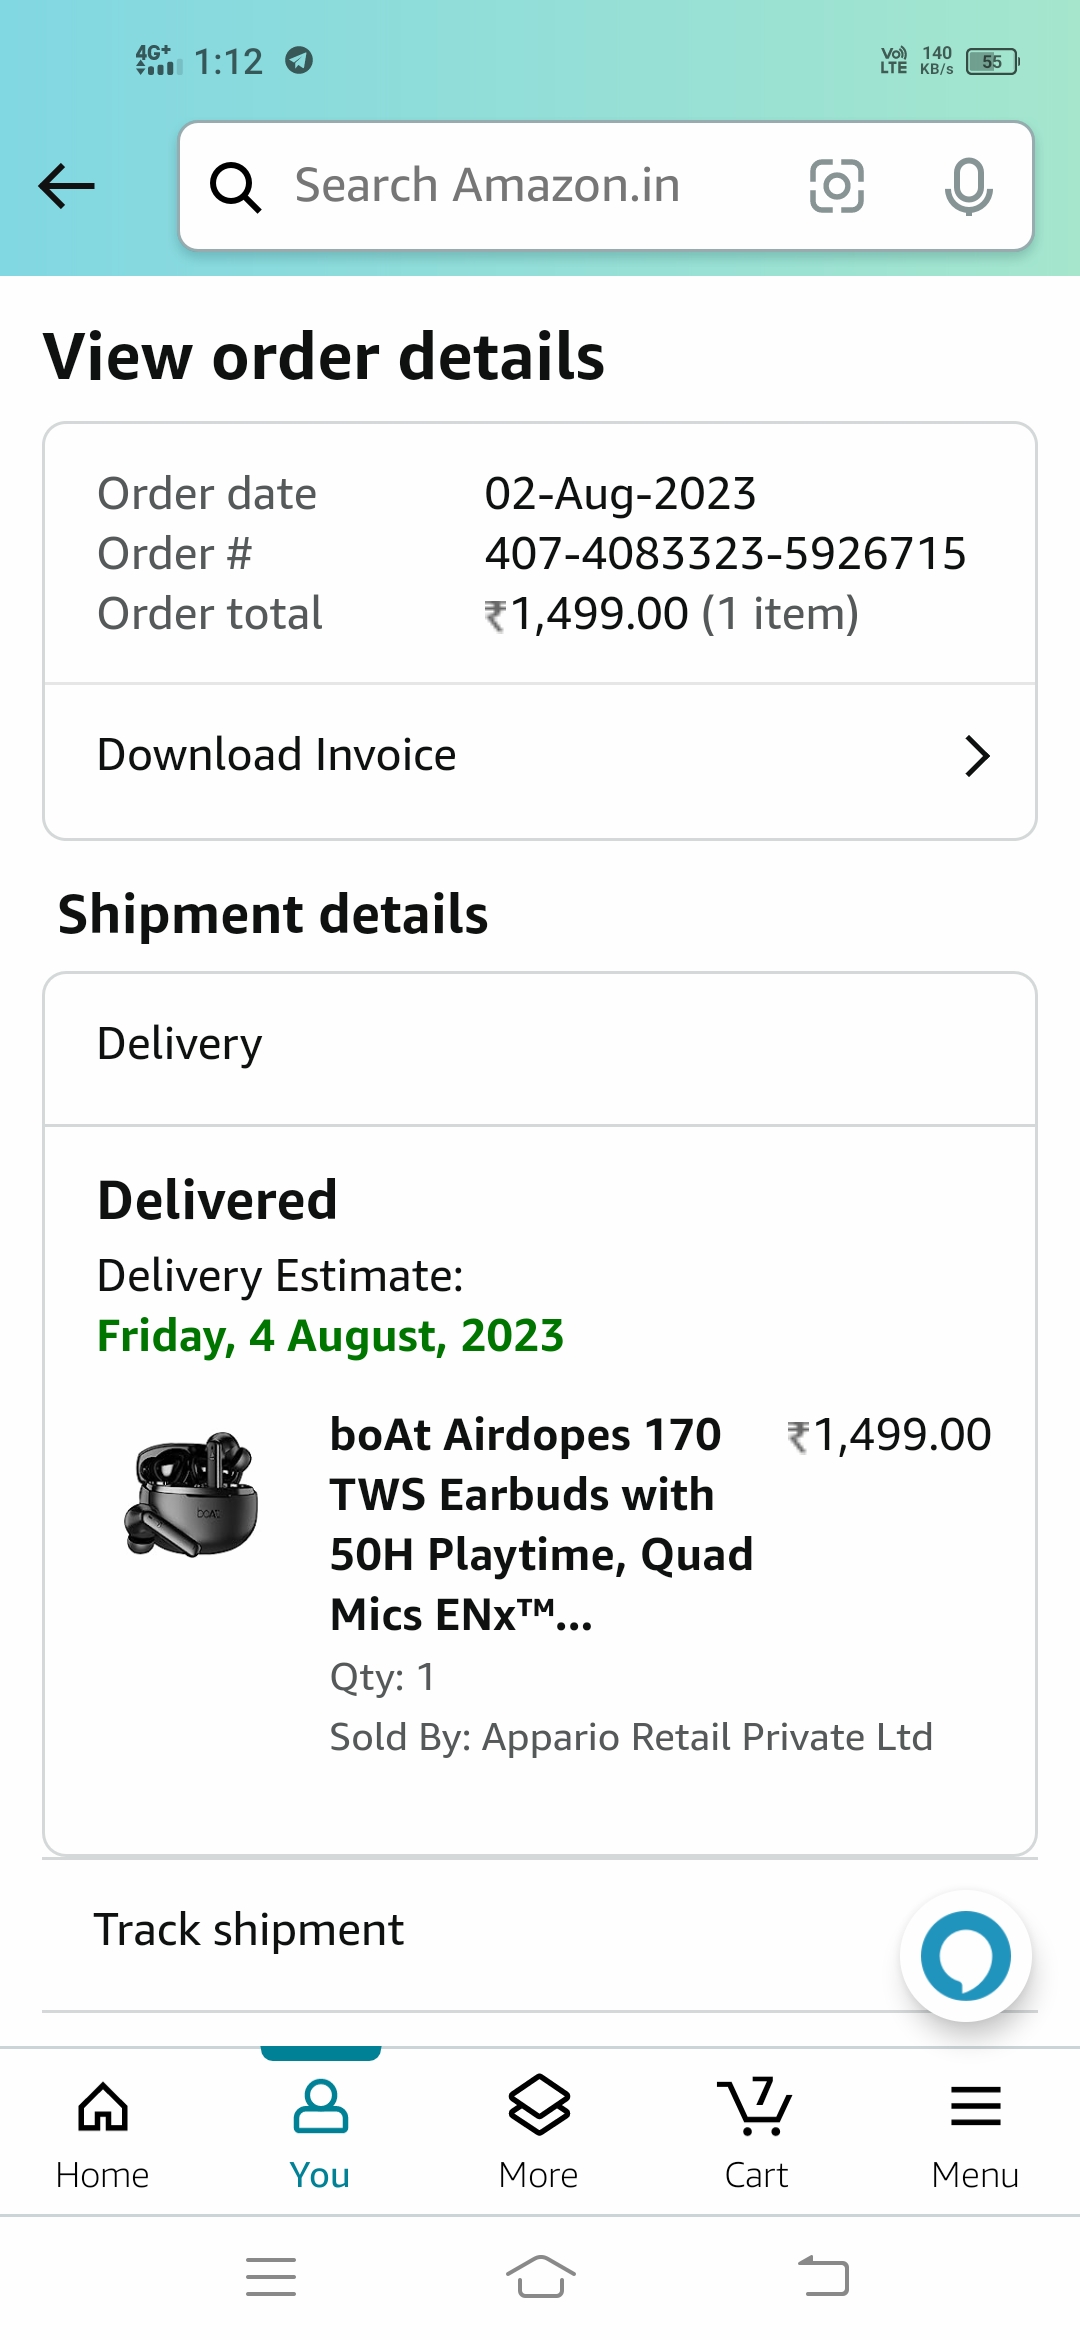 4G+ 1:12 Vo) LTE 140 KB/s 55
Search Amazon.in
View order details
Order date 02-Aug-2023
Order # 407-4083323-5926715
Order total ₹1,499.00 (1 item)
Download Invoice
Shipment details
Delivery
Delivered
Delivery Estimate:
Friday, 4 August, 2023
boAt Airdopes 170 ₹1,499.00
TWS Earbuds with
50H Playtime, Quad
Mics ENx™...
Qty: 1
Sold By: Appario Retail Private Ltd
Track shipment
7
Home You More Cart Menu